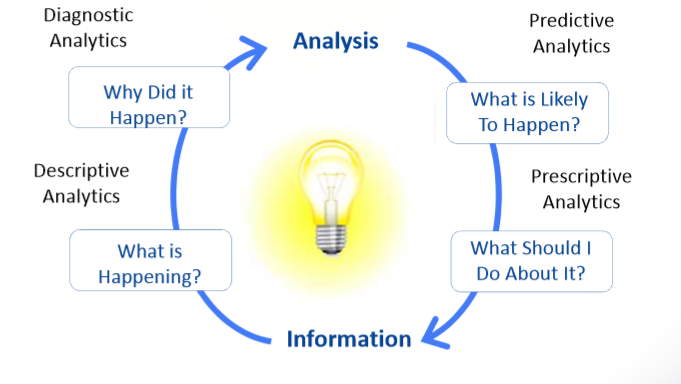 Diagnostic
Analytics
Analysis
Predictive
Analytics
Why Did it
Happen?
What is Likely
To Happen?
Descriptive
Analytics
Prescriptive
Analytics
What is
Happening?
What Should I
Do About It?
Information